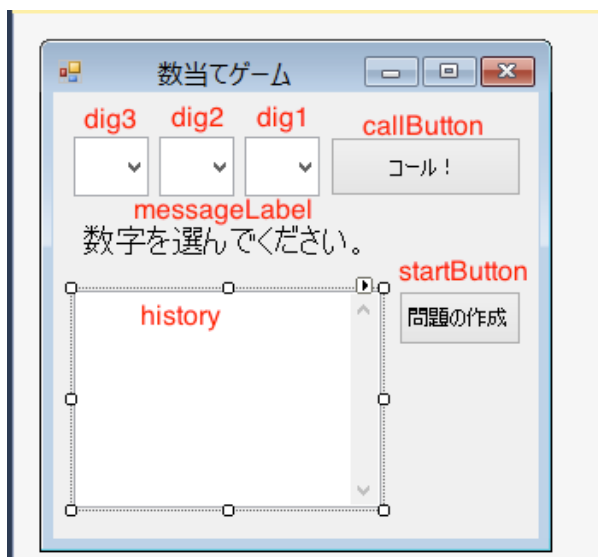 数当てゲーム
dig3 dig2 dig1 callButton
コール!
messageLabel
数字を選んでください。
startButton
history
問題の作成